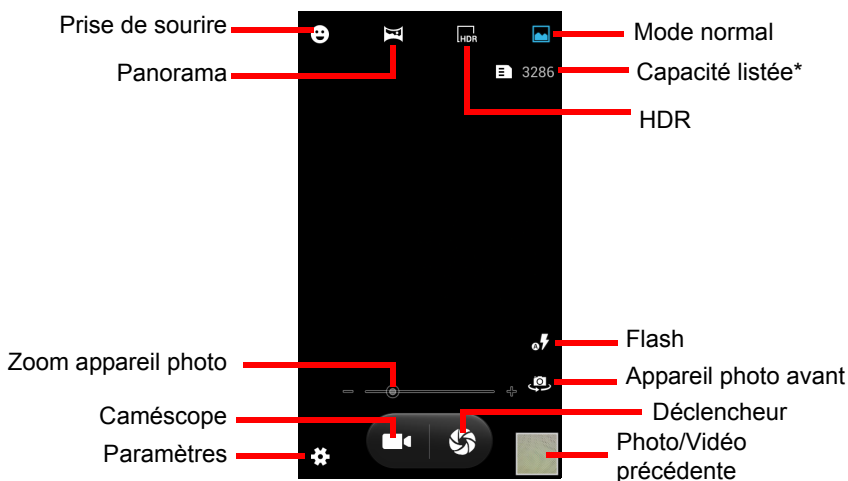 Prise de sourire
Panorama
HDR
Mode normal
3286
Capacité listée*
HDR
Flash
Zoom appareil photo
Appareil photo avant
Caméscope
Déclencheur
Paramètres
Photo/Vidéo
précédente